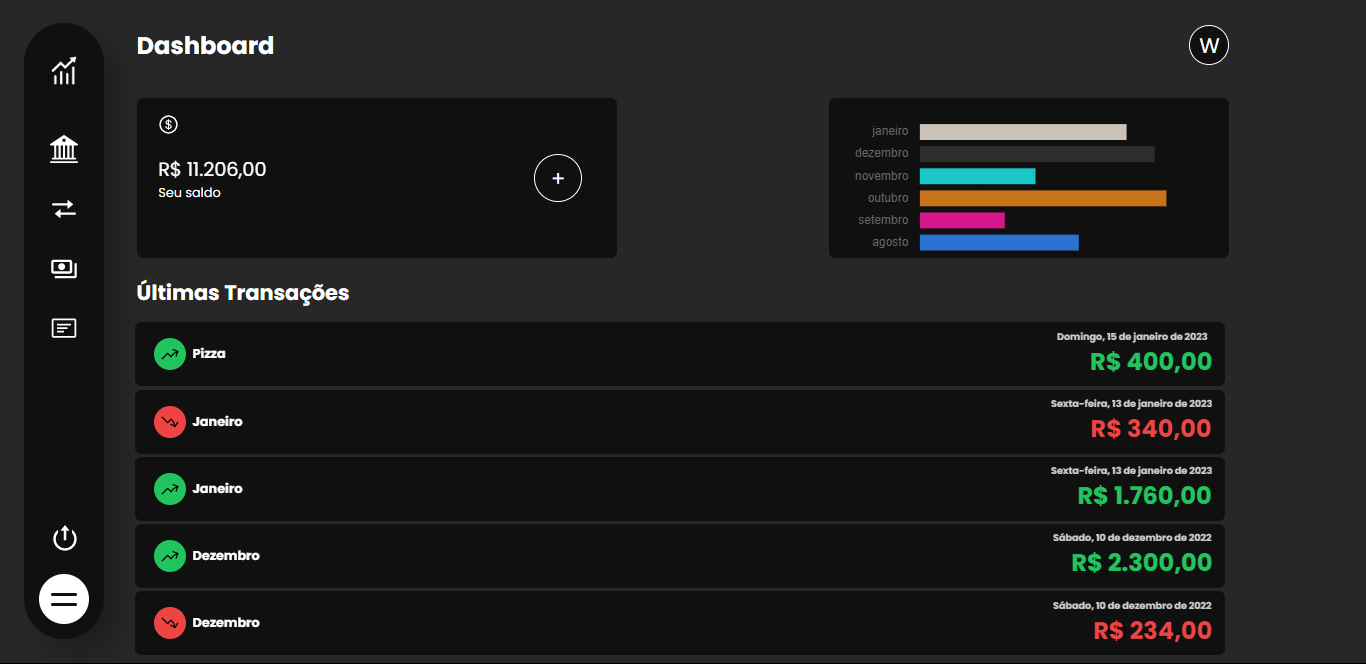 Dashboard
W
$
R$ 11.206,00
Seu saldo
+
janeiro
dezembro
novembro
outubro
setembro
agosto
Últimas Transações
Pizza
Domingo, 15 de janeiro de 2023
R$ 400,00
Janeiro
Sexta-feira, 13 de janeiro de 2023
R$ 340,00
Janeiro
Sexta-feira, 13 de janeiro de 2023
R$ 1.760,00
Dezembro
Sábado, 10 de dezembro de 2022
R$ 2.300,00
Dezembro
Sábado, 10 de dezembro de 2022
R$ 234,00